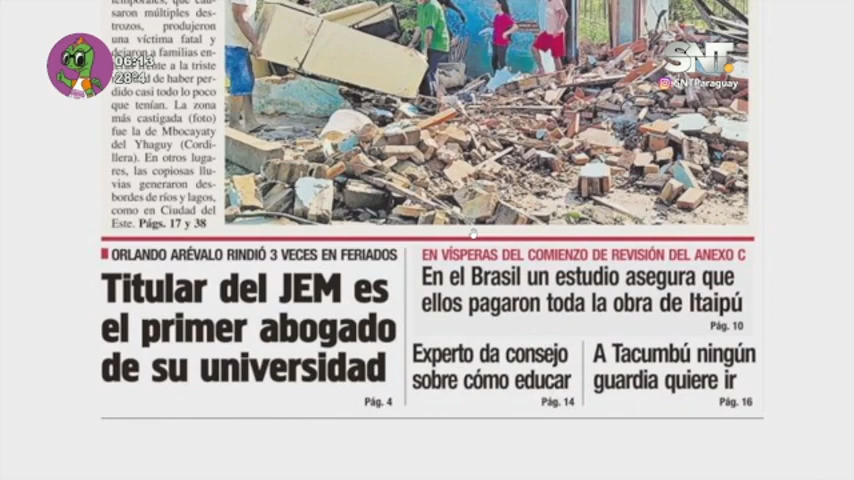 temporal, que cau-
saron múltiples des-
trozos, produjeron
una víctima fatal y
dejaron a familias en-
frente a la triste
de haber per-
dido casi todo lo poco
que tenían. La zona
más castigada (foto)
fue la de Mbocayaty
del Yhaguy (Cordi-
llera). En otros luga-
res, las copiosas llu-
vias generaron des-
bordes de ríos y lagos,
como en Ciudad del
Este. Págs. 17 y 38
06:13
28°4
SNT.
SNTParaguay
ORLANDO ARÉVALO RINDIÓ 3 VECES EN FERIADOS
Titular del JEM es
el primer abogado
de su universidad
Pág. 4
EN VÍSPERAS DEL COMIENZO DE REVISIÓN DEL ANEXO C
En el Brasil un estudio asegura que
ellos pagaron toda la obra de Itaipú
Pág. 10
Experto da consejo
sobre cómo educar
Pág. 14
A Tacumbú ningún
guardia quiere ir
Pág. 16